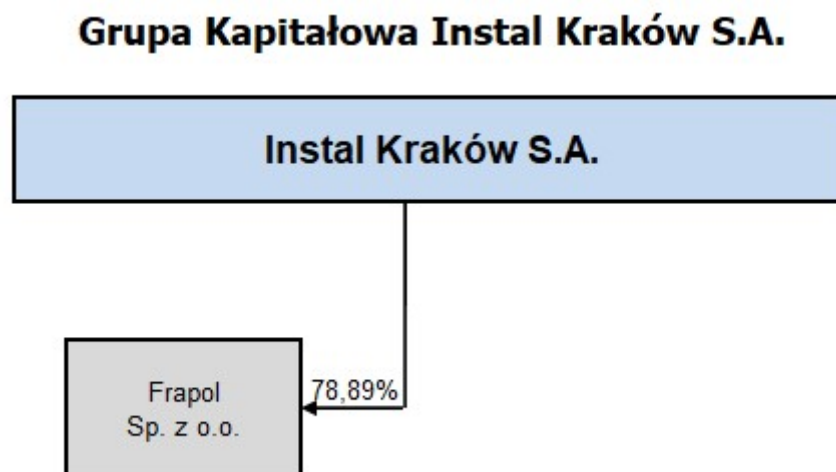 Grupa Kapitałowa Instal Kraków S.A.
Instal Kraków S.A.
78,89%
Frapol
Sp. z o.o.